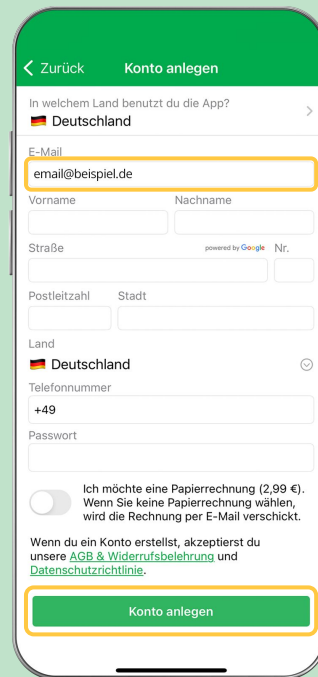 Zurück Konto anlegen
In welchem Land benutzt du die App?
Deutschland
E-Mail
email@beispiel.de
Vorname Nachname
Straße powered by Google Nr.
Postleitzahl Stadt
Land
Deutschland
Telefonnummer
+49
Passwort
Ich möchte eine Papierrechnung (2,99 €).
Wenn Sie keine Papierrechnung wählen,
wird die Rechnung per E-Mail verschickt.
Wenn du ein Konto erstellst, akzeptierst du
unsere AGB & Widerrufsbelehrung und
Datenschutzrichtlinie.
Konto anlegen